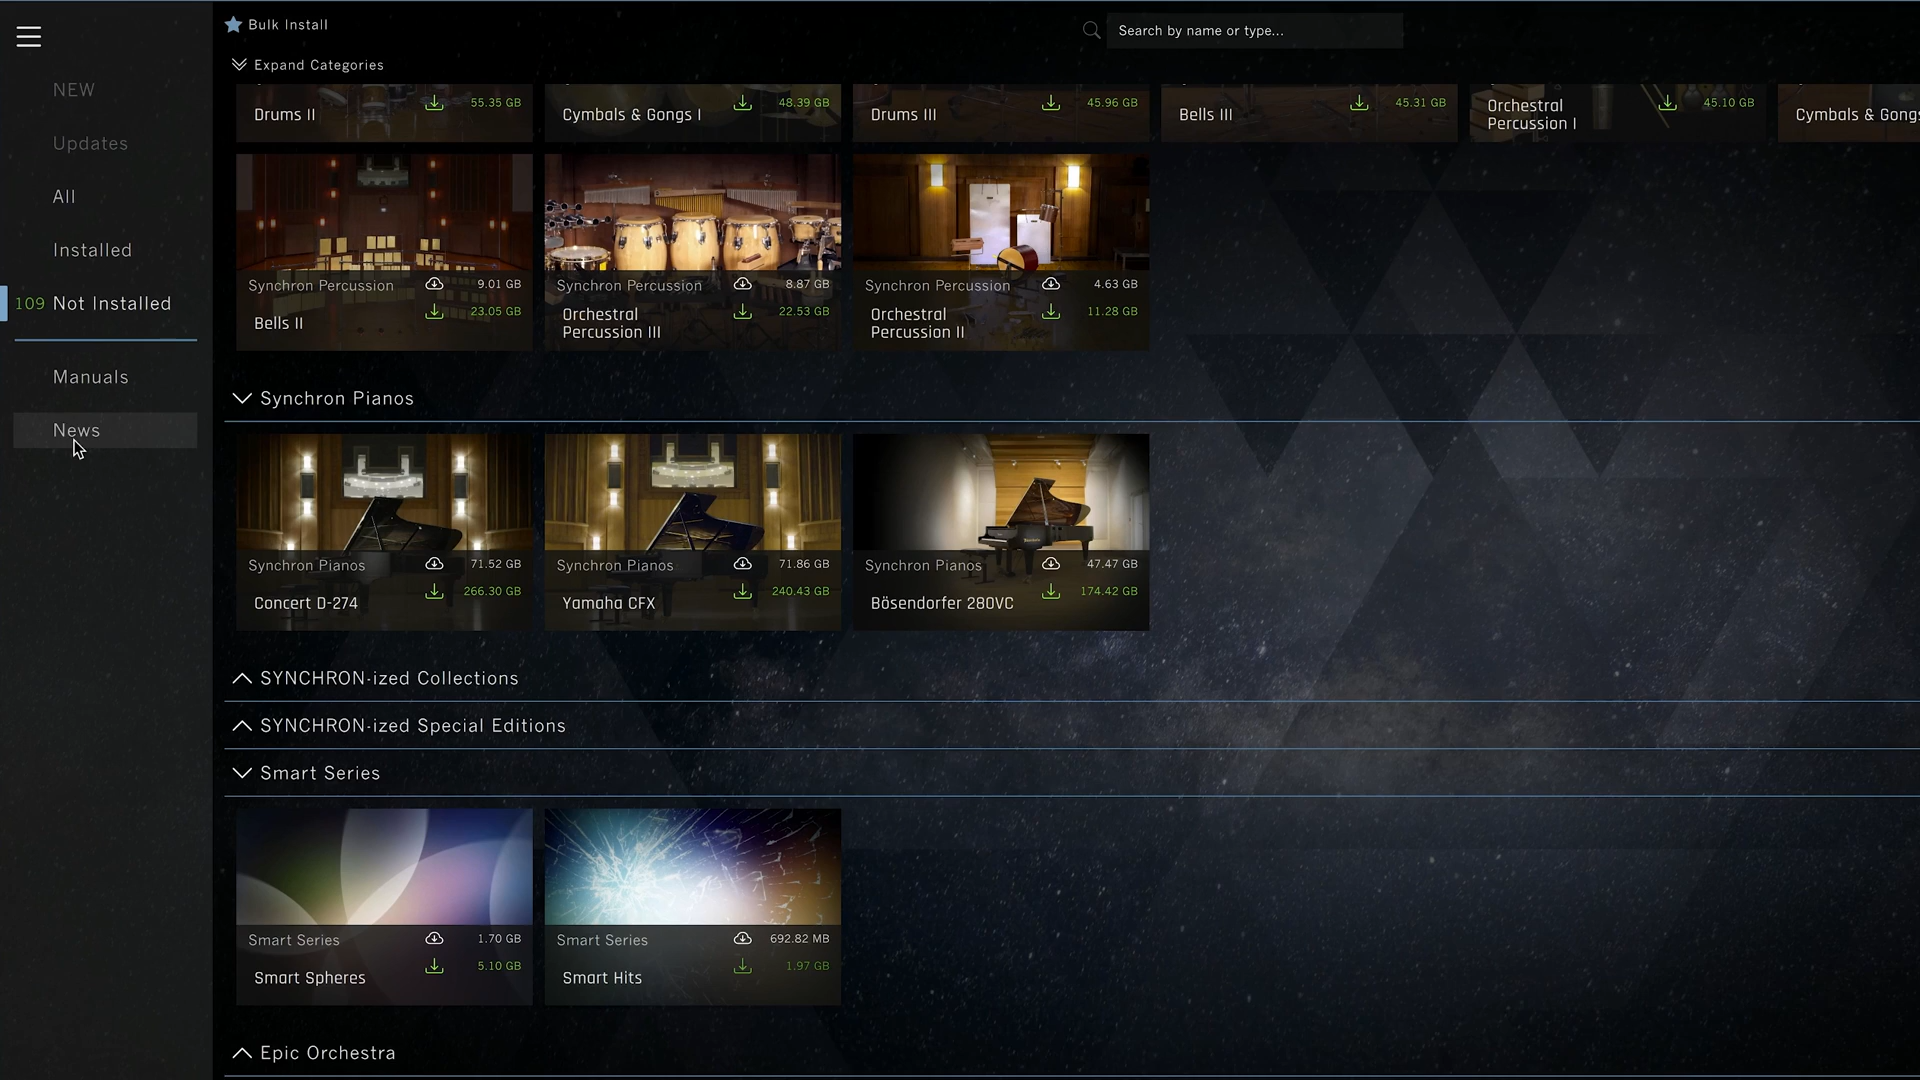 Bulk Install
Search by name or type...
Expand Categories
NEW
Updates
All
Installed
109 Not Installed
Manuals
News
Drums II
55.35 GB
Cymbals & Gongs I
48.39 GB
Drums III
45.96 GB
Bells III
45.31 GB
Orchestral
Percussion I
45.10 GB
Cymbals & Gongs
Synchron Percussion
9.01 GB
23.05 GB
Bells II
Synchron Percussion
8.87 GB
22.53 GB
Orchestral
Percussion III
Synchron Percussion
4.63 GB
11.28 GB
Orchestral
Percussion II
Synchron Pianos
Synchron Pianos
71.52 GB
266.30 GB
Concert D-274
Synchron Pianos
71.86 GB
240.43 GB
Yamaha CFX
Synchron Pianos
47.47 GB
174.42 GB
Bösendorfer 280VC
SYNCHRON-ized Collections
SYNCHRON-ized Special Editions
Smart Series
Smart Series
1.70 GB
5.10 GB
Smart Spheres
Smart Series
692.82 MB
1.97 GB
Smart Hits
Epic Orchestra